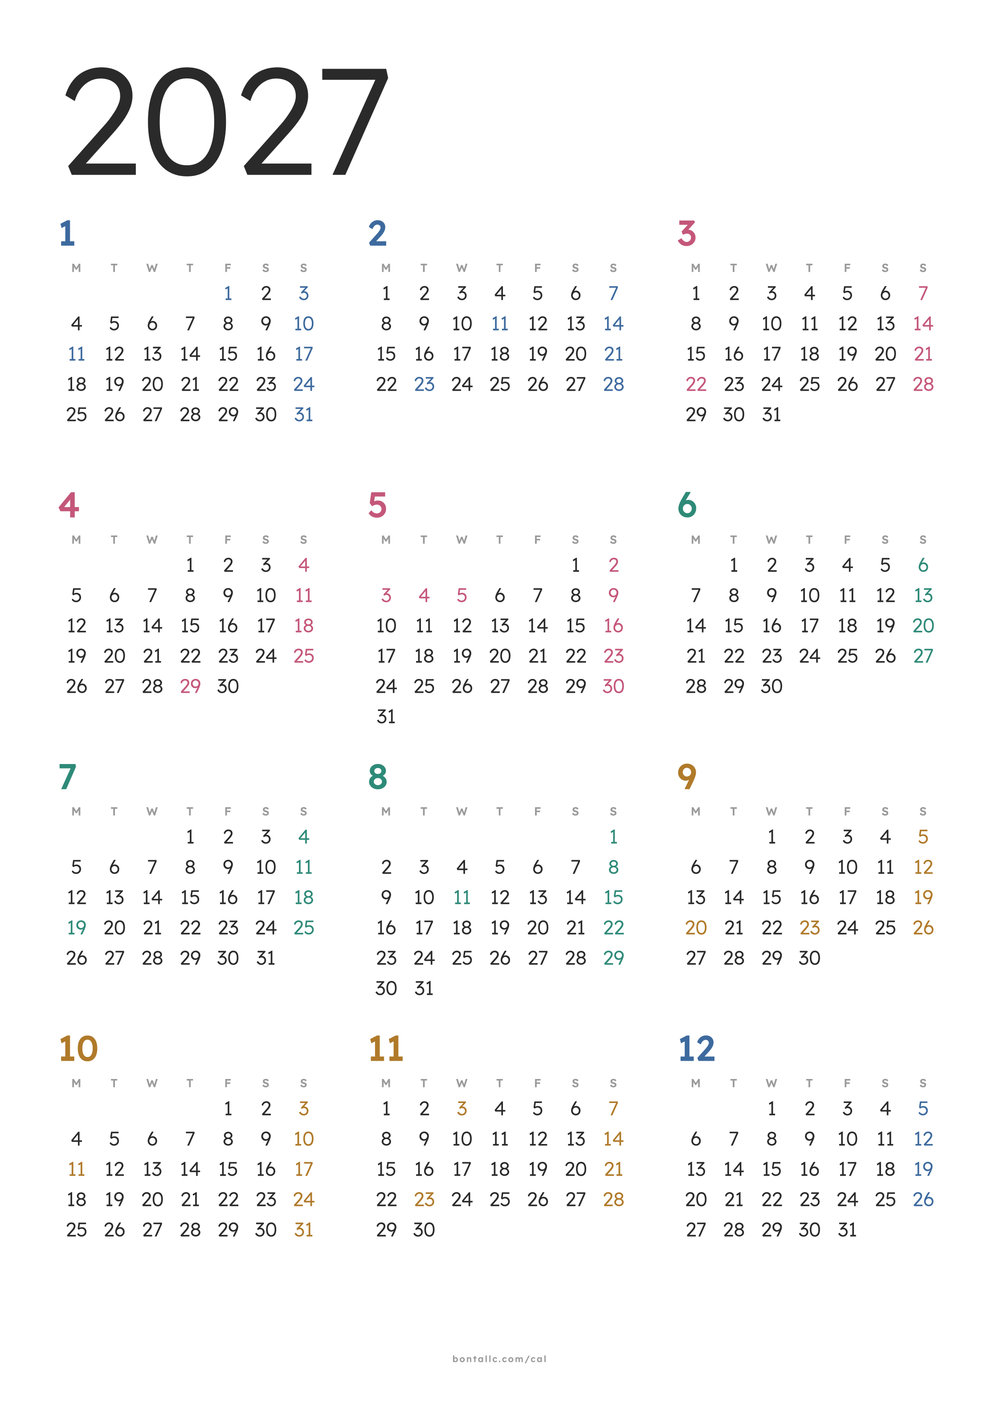 2027
1
M T W T F S S
1 2 3
4 5 6 7 8 9 10
11 12 13 14 15 16 17
18 19 20 21 22 23 24
25 26 27 28 29 30 31
2
M T W T F S S
1 2 3 4 5 6 7
8 9 10 11 12 13 14
15 16 17 18 19 20 21
22 23 24 25 26 27 28
3
M T W T F S S
1 2 3 4 5 6 7
8 9 10 11 12 13 14
15 16 17 18 19 20 21
22 23 24 25 26 27 28
29 30 31
4
M T W T F S S
1 2 3 4
5 6 7 8 9 10 11
12 13 14 15 16 17 18
19 20 21 22 23 24 25
26 27 28 29 30
5
M T W T F S S
1 2
3 4 5 6 7 8 9
10 11 12 13 14 15 16
17 18 19 20 21 22 23
24 25 26 27 28 29 30
31
6
M T W T F S S
1 2 3 4 5 6
7 8 9 10 11 12 13
14 15 16 17 18 19 20
21 22 23 24 25 26 27
28 29 30
7
M T W T F S S
1 2 3 4
5 6 7 8 9 10 11
12 13 14 15 16 17 18
19 20 21 22 23 24 25
26 27 28 29 30 31
8
M T W T F S S
1
2 3 4 5 6 7 8
9 10 11 12 13 14 15
16 17 18 19 20 21 22
23 24 25 26 27 28 29
30 31
9
M T W T F S S
1 2 3 4 5
6 7 8 9 10 11 12
13 14 15 16 17 18 19
20 21 22 23 24 25 26
27 28 29 30
10
M T W T F S S
1 2 3
4 5 6 7 8 9 10
11 12 13 14 15 16 17
18 19 20 21 22 23 24
25 26 27 28 29 30 31
11
M T W T F S S
1 2 3 4 5 6 7
8 9 10 11 12 13 14
15 16 17 18 19 20 21
22 23 24 25 26 27 28
29 30
12
M T W T F S S
1 2 3 4 5
6 7 8 9 10 11 12
13 14 15 16 17 18 19
20 21 22 23 24 25 26
27 28 29 30 31
bontallc.com/cal